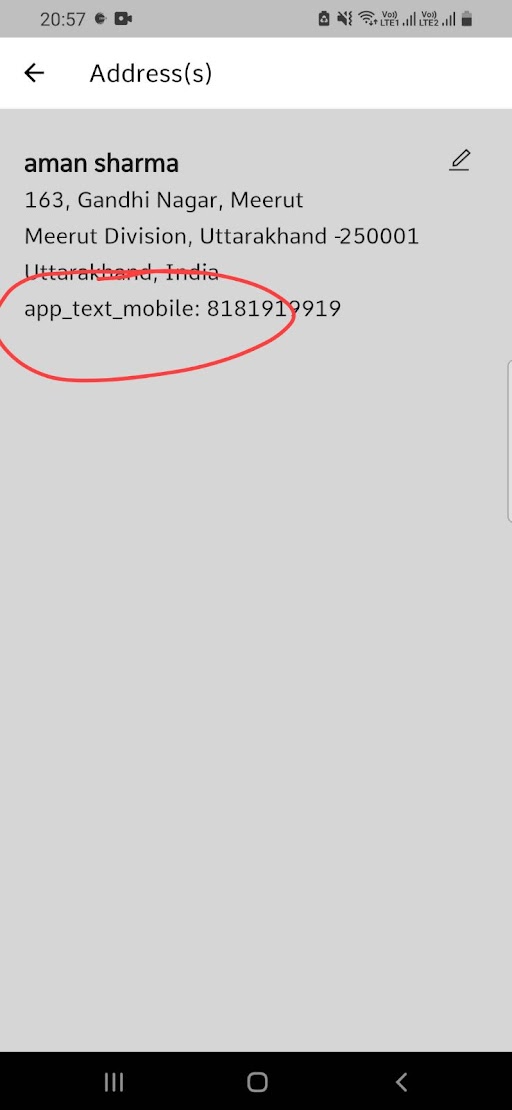 20:57
Vo)) LTE1 Vo)) LTE2
Address(s)
aman sharma
163, Gandhi Nagar, Meerut
Meerut Division, Uttarakhand -250001
Uttarakhand, India
app_text_mobile: 8181919919